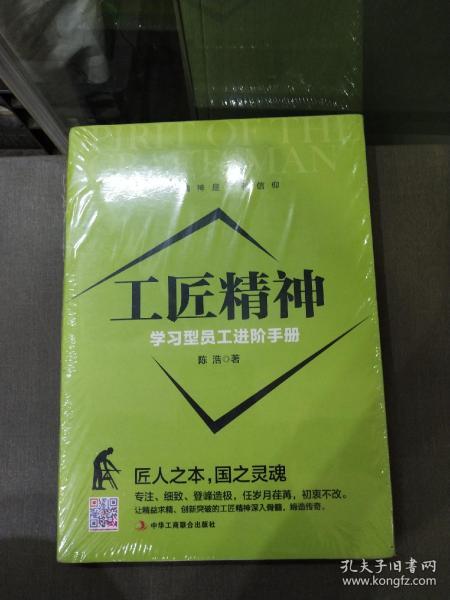 SPIRIT OF THE
CRAFTSMAN
信仰
工匠精神
学习型员工进阶手册
陈浩◎著
匠人之本，国之灵魂
专注、细致、登峰造极，任岁月荏苒，初衷不改。
让精益求精、创新突破的工匠精神深入骨髓，缔造传奇。
中华工商联合出版社
孔夫子旧书网
www.kongfz.com